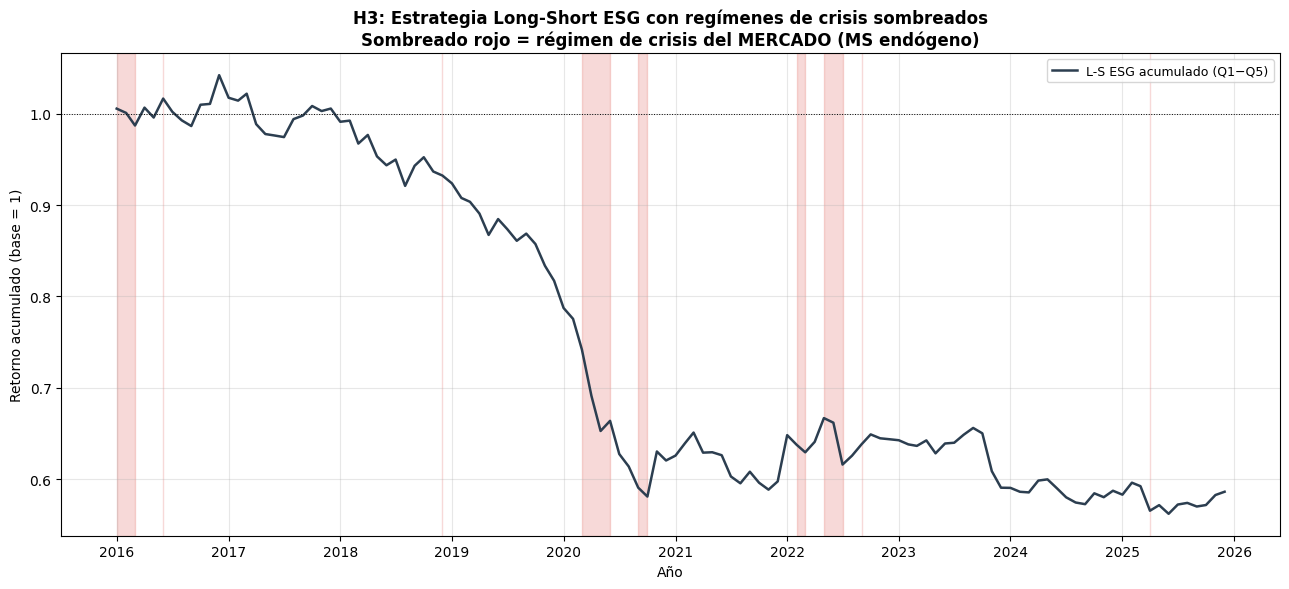 H3: Estrategia Long-Short ESG con regímenes de crisis sombreados
Sombreado rojo = régimen de crisis del MERCADO (MS endógeno)
L-S ESG acumulado (Q1−Q5)
Retorno acumulado (base = 1)
1.0
0.9
0.8
0.7
0.6
2016 2017 2018 2019 2020 2021 2022 2023 2024 2025 2026
Año